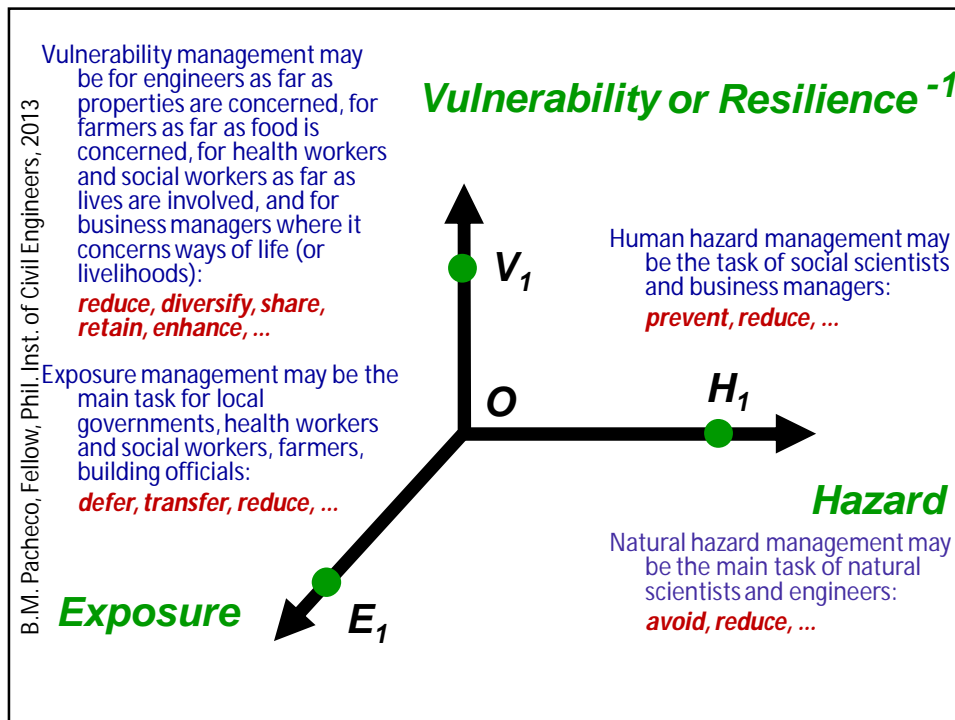 B.M. Pacheco, Fellow, Phil. Inst. of Civil Engineers, 2013
Vulnerability management may
be for engineers as far as
properties are concerned, for
farmers as far as food is
concerned, for health workers
and social workers as far as
lives are involved, and for
business managers where it
concerns ways of life (or
livelihoods):
reduce, diversify, share,
retain, enhance, ...
Exposure management may be the
main task for local
governments, health workers
and social workers, farmers,
building officials:
defer, transfer, reduce, ...
Exposure
E1
Vulnerability or Resilience -1
V1
O
Human hazard management may
be the task of social scientists
and business managers:
prevent, reduce, ...
H1
Hazard
Natural hazard management may
be the main task of natural
scientists and engineers:
avoid, reduce, ...